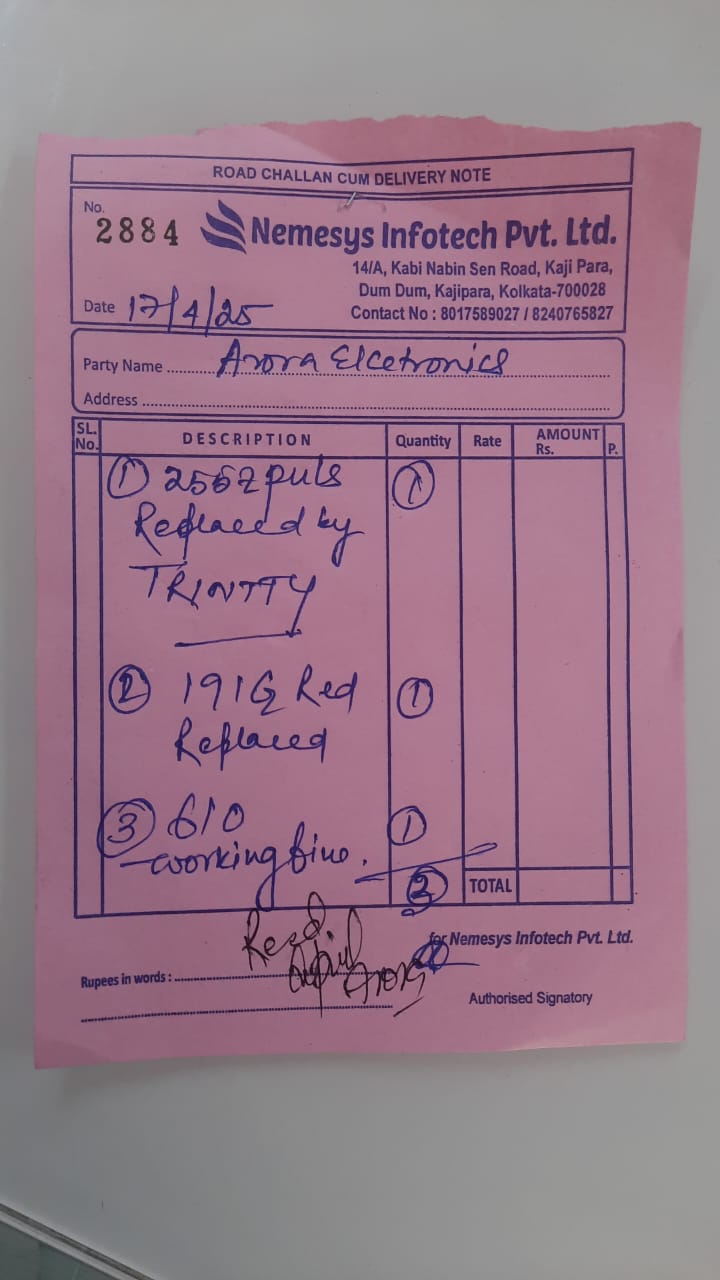 ROAD CHALLAN CUM DELIVERY NOTE
No.
2884
Nemesys Infotech Pvt. Ltd.
14/A, Kabi Nabin Sen Road, Kaji Para,
Dum Dum, Kajipara, Kolkata-700028
Contact No : 8017589027 / 8240765827
Date 17/4/25
Party Name Arora Elcetronics
Address
SL. No. DESCRIPTION Quantity Rate AMOUNT Rs. P.
① ①
Replaced by
TRINTTY
② 191G Red ①
Replaced
③ 610 ①
working fine.
TOTAL
Recd.
Arora
for Nemesys Infotech Pvt. Ltd.
Rupees in words :
Authorised Signatory